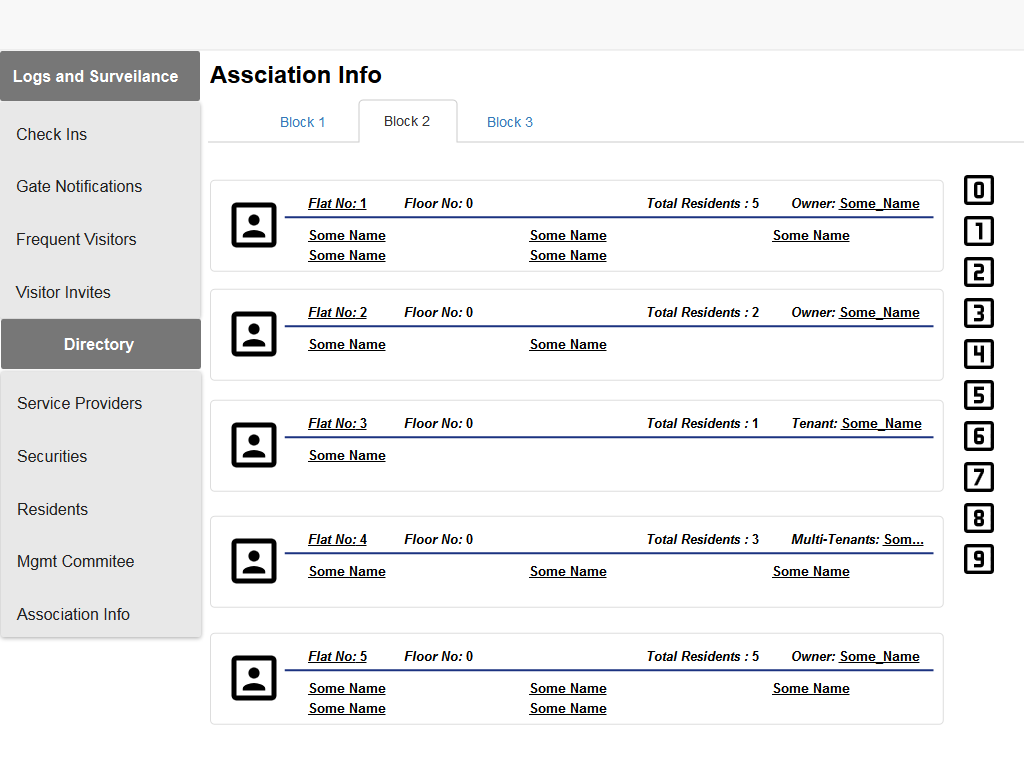 Logs and Surveilance
Check Ins
Gate Notifications
Frequent Visitors
Visitor Invites
Directory
Service Providers
Securities
Residents
Mgmt Commitee
Association Info
Assciation Info
Block 1 Block 2 Block 3
Flat No: 1 Floor No: 0 Total Residents : 5 Owner: Some_Name
Some Name Some Name Some Name
Some Name Some Name
Flat No: 2 Floor No: 0 Total Residents : 2 Owner: Some_Name
Some Name Some Name
Flat No: 3 Floor No: 0 Total Residents : 1 Tenant: Some_Name
Some Name
Flat No: 4 Floor No: 0 Total Residents : 3 Multi-Tenants: Som...
Some Name Some Name Some Name
Flat No: 5 Floor No: 0 Total Residents : 5 Owner: Some_Name
Some Name Some Name Some Name
Some Name Some Name
0
1
2
3
4
5
6
7
8
9